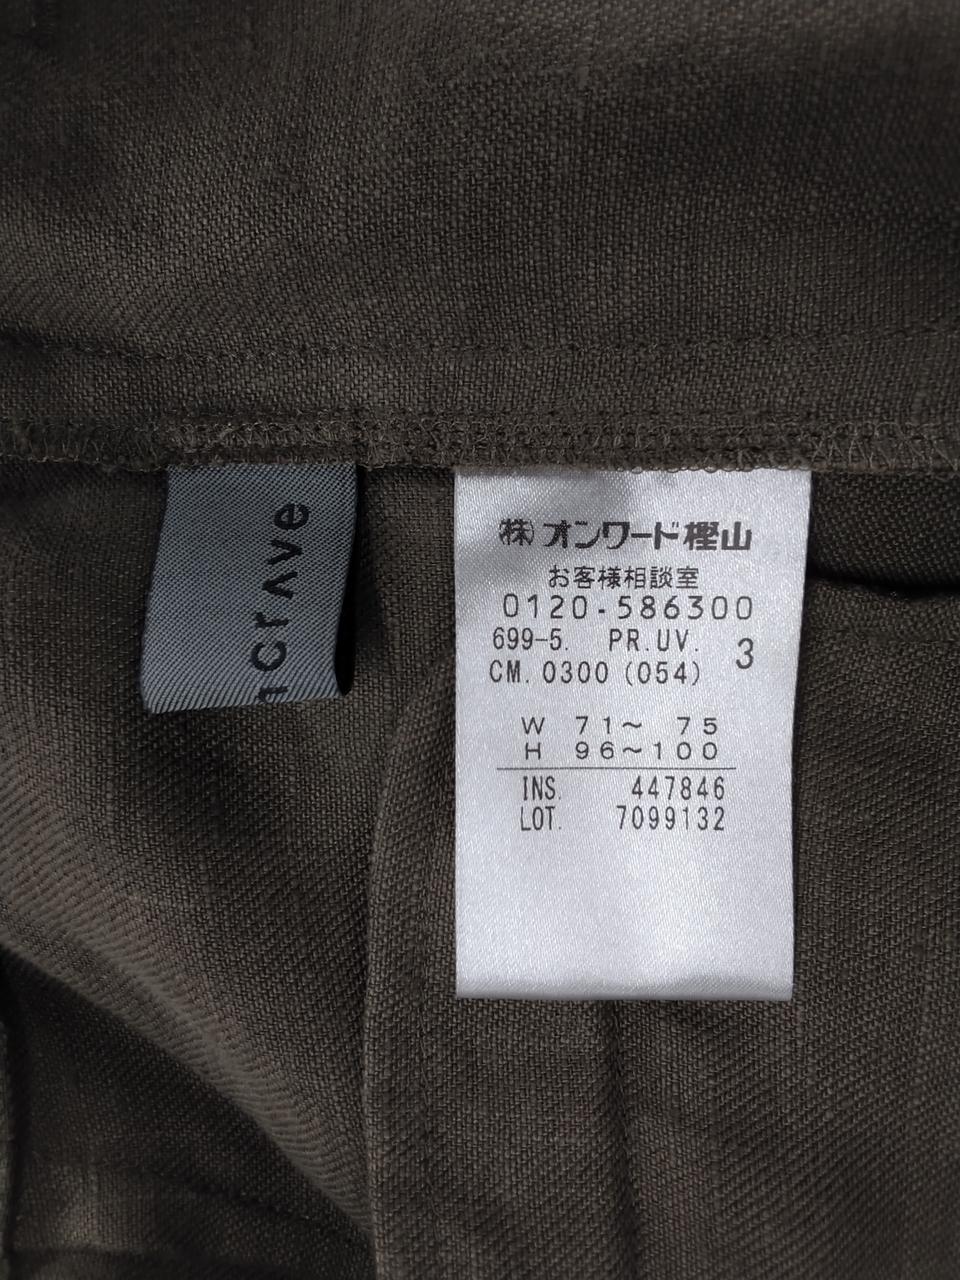 ncrave
(株)オンワード樫山
お客様相談室
0120-586300
699-5. PR.UV. 3
CM. 0300 (054)
W 71~ 75
H 96~100
INS. 447846
LOT. 7099132